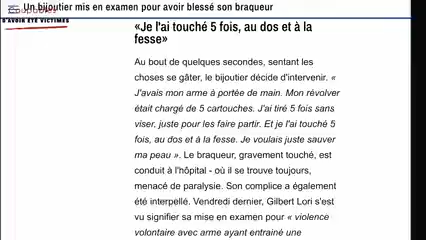 Un bijoutier mis en examen pour avoir blessé son braqueur
Coupables
D'AVOIR ÉTÉ VICTIMES
«Je l'ai touché 5 fois, au dos et à la
fesse»
Au bout de quelques secondes, sentant les
choses se gâter, le bijoutier décide d'intervenir. «
J'avais mon arme à portée de main. Mon révolver
était chargé de 5 cartouches. J'ai tiré 5 fois sans
viser, juste pour les faire partir. Et je l'ai touché 5
fois, au dos et à la fesse. Je voulais juste sauver
ma peau ». Le braqueur, gravement touché, est
conduit à l'hôpital - où il se trouve toujours,
menacé de paralysie. Son complice a également
été interpellé. Vendredi dernier, Gilbert Lori s'est
vu signifier sa mise en examen pour « violence
volontaire avec arme ayant entrainé une